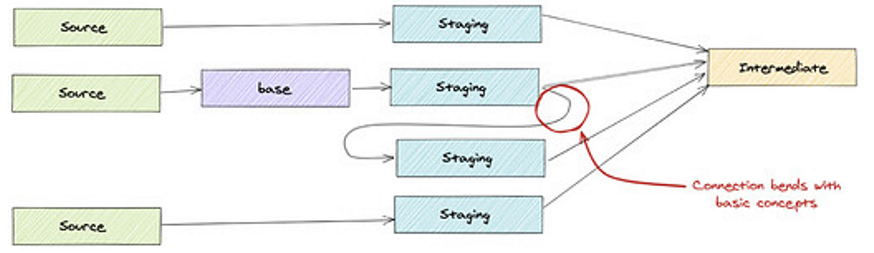 Source
Staging
Source
base
Staging
Intermediate
Staging
Source
Staging
Connection bends with
basic concepts